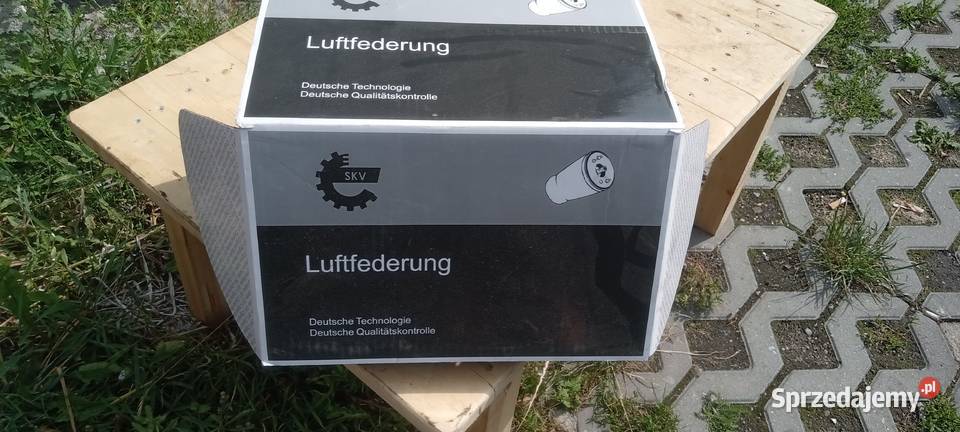 Luftfederung
Deutsche Technologie
Deutsche Qualitätskontrolle
SKV
Luftfederung
Deutsche Technologie
Deutsche Qualitätskontrolle
Sprzedajemy.pl